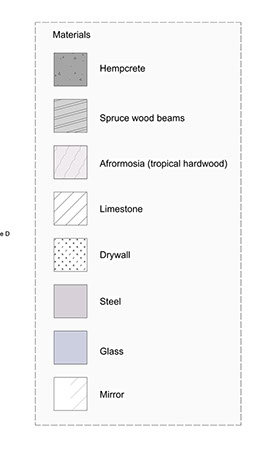 Materials
Hempcrete
Spruce wood beams
Afrormosia (tropical hardwood)
Limestone
e D
Drywall
Steel
Glass
Mirror